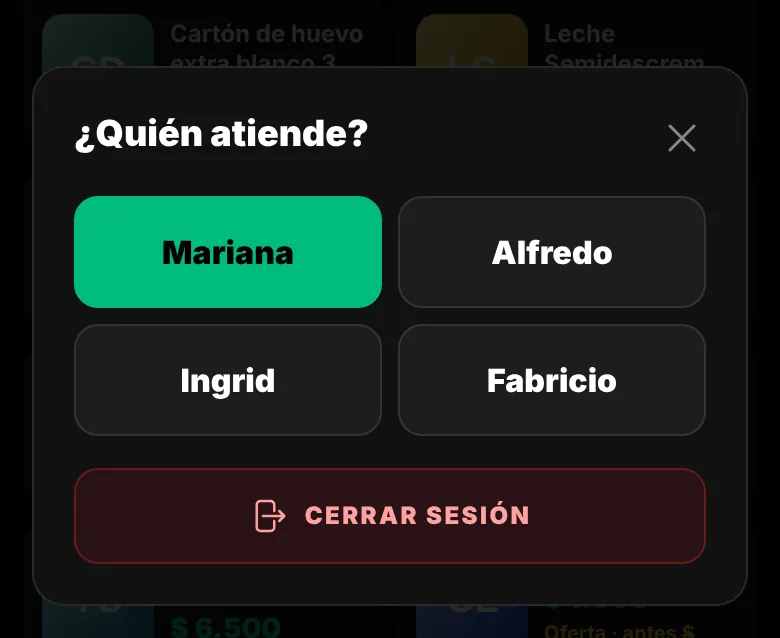 Cartón de huevo
extra blanco 3
Leche
Semidescrem
¿Quién atiende?
Mariana
Alfredo
Ingrid
Fabricio
CERRAR SESIÓN
$ 6.500
Oferta · antes $